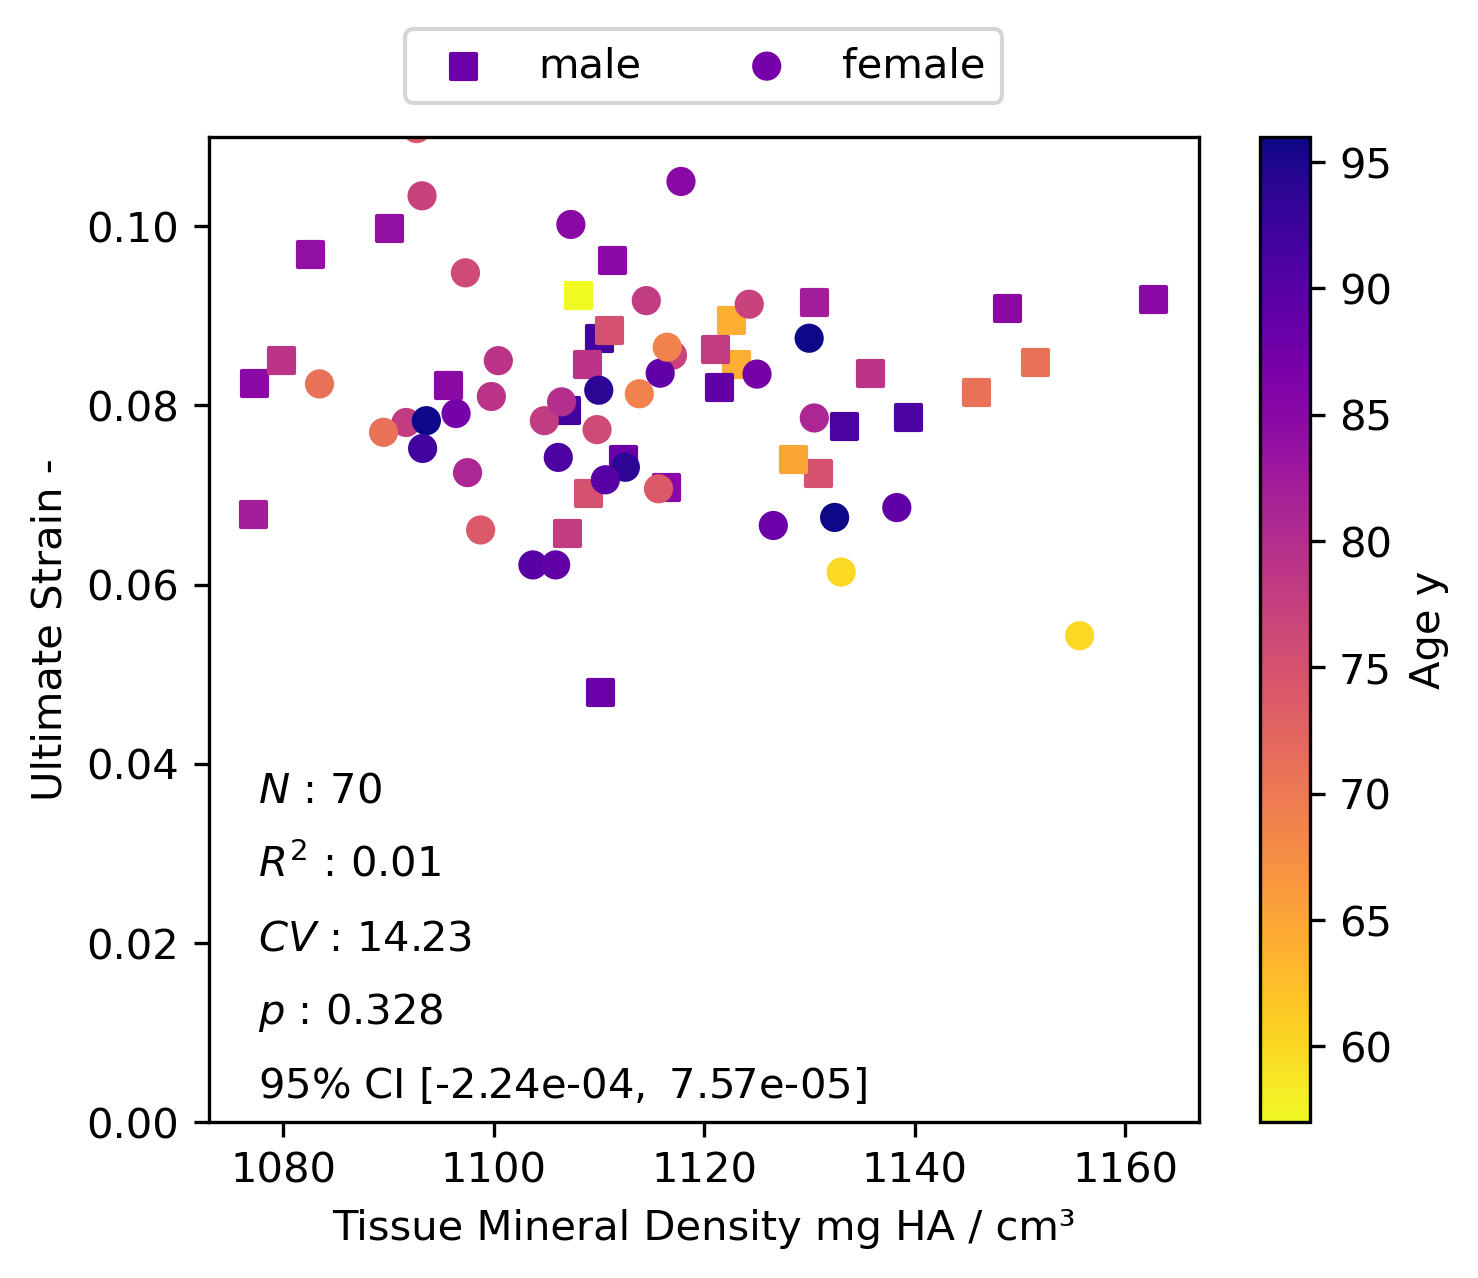 male female
0.10
0.08
0.06
0.04
0.02
0.00
Ultimate Strain -
N : 70
R² : 0.01
CV : 14.23
p : 0.328
95% CI [-2.24e-04, 7.57e-05]
1080 1100 1120 1140 1160
Tissue Mineral Density mg HA / cm³
95
90
85
80
75
70
65
60
Age y